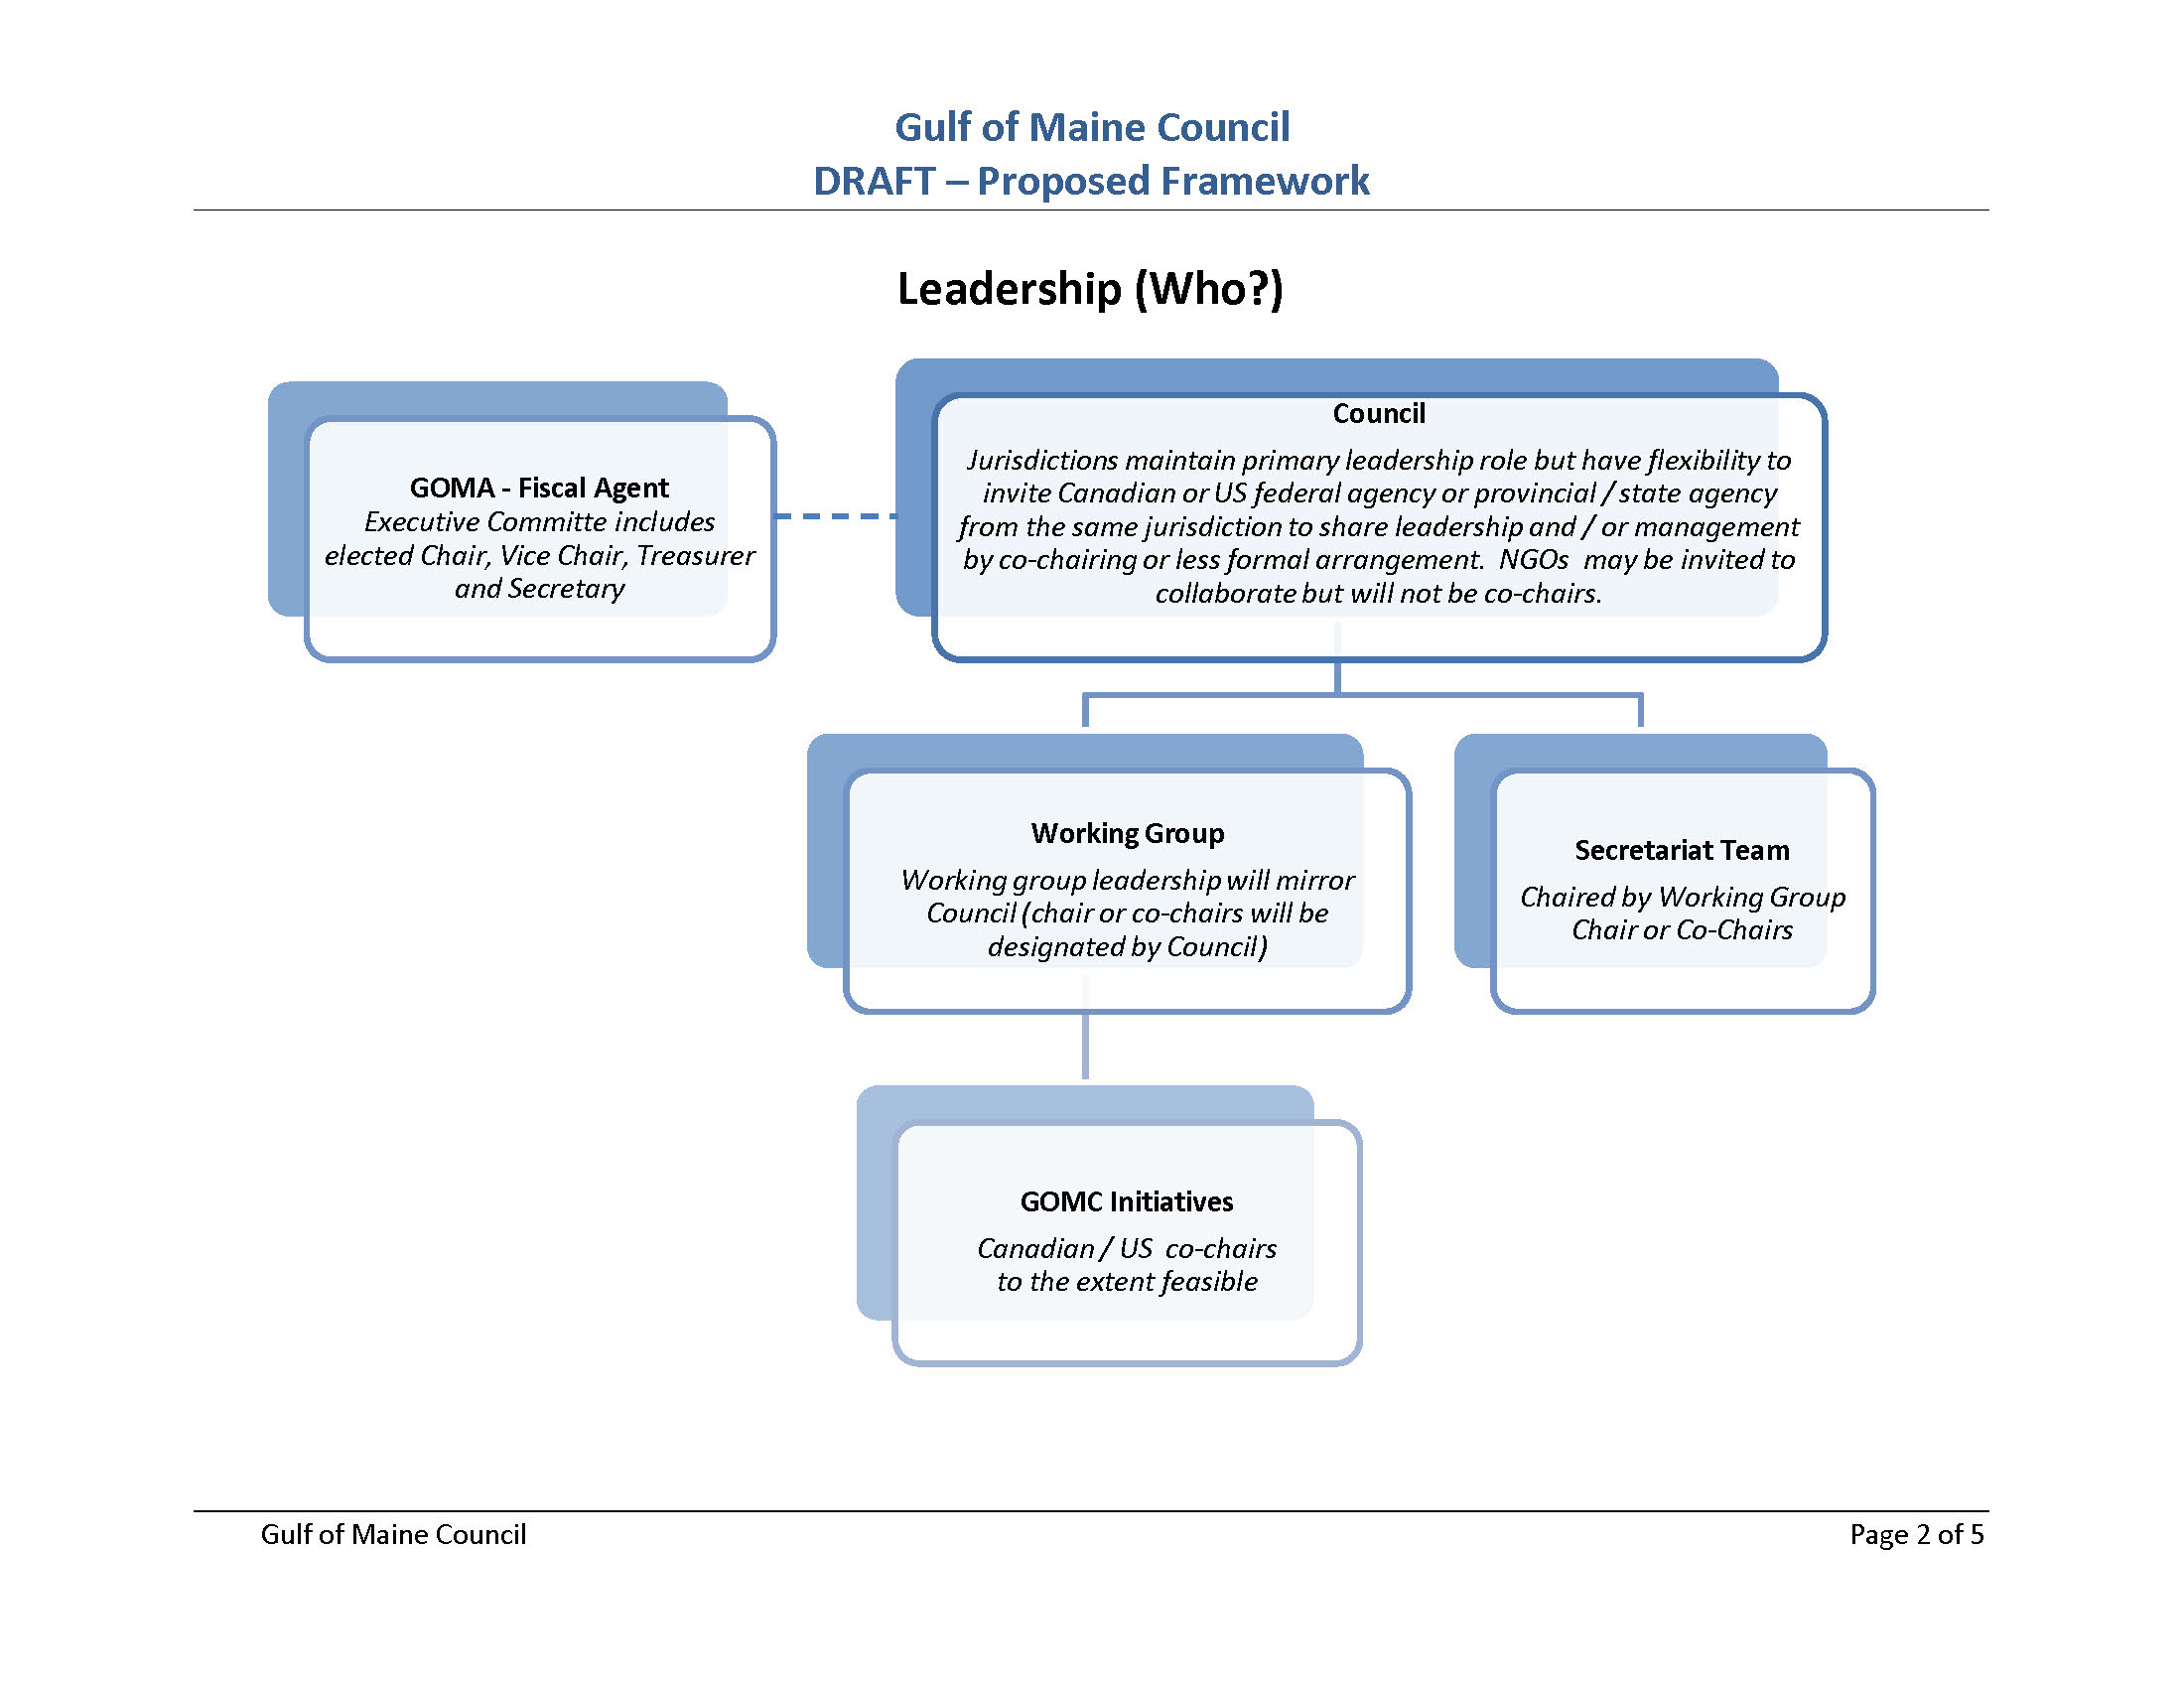 Gulf of Maine Council
DRAFT – Proposed Framework
Leadership (Who?)
GOMA - Fiscal Agent
Executive Committe includes
elected Chair, Vice Chair, Treasurer
and Secretary
Council
Jurisdictions maintain primary leadership role but have flexibility to
invite Canadian or US federal agency or provincial / state agency
from the same jurisdiction to share leadership and / or management
by co-chairing or less formal arrangement. NGOs may be invited to
collaborate but will not be co-chairs.
Working Group
Working group leadership will mirror
Council (chair or co-chairs will be
designated by Council)
Secretariat Team
Chaired by Working Group
Chair or Co-Chairs
GOMC Initiatives
Canadian / US co-chairs
to the extent feasible
Gulf of Maine Council
Page 2 of 5